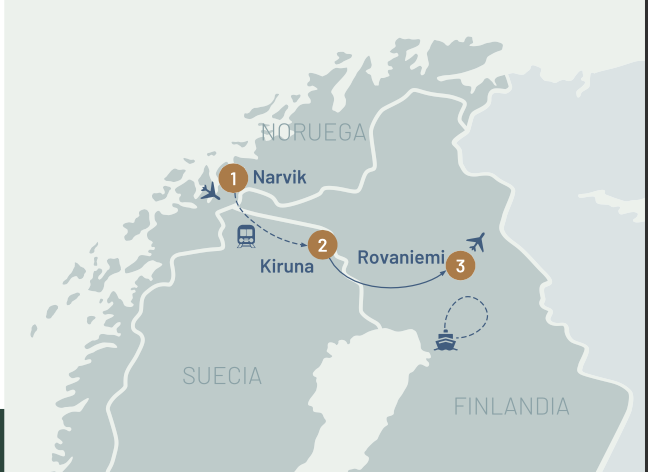 NORUEGA
1 Narvik
2
Kiruna
Rovaniemi
3
SUECIA
FINLANDIA